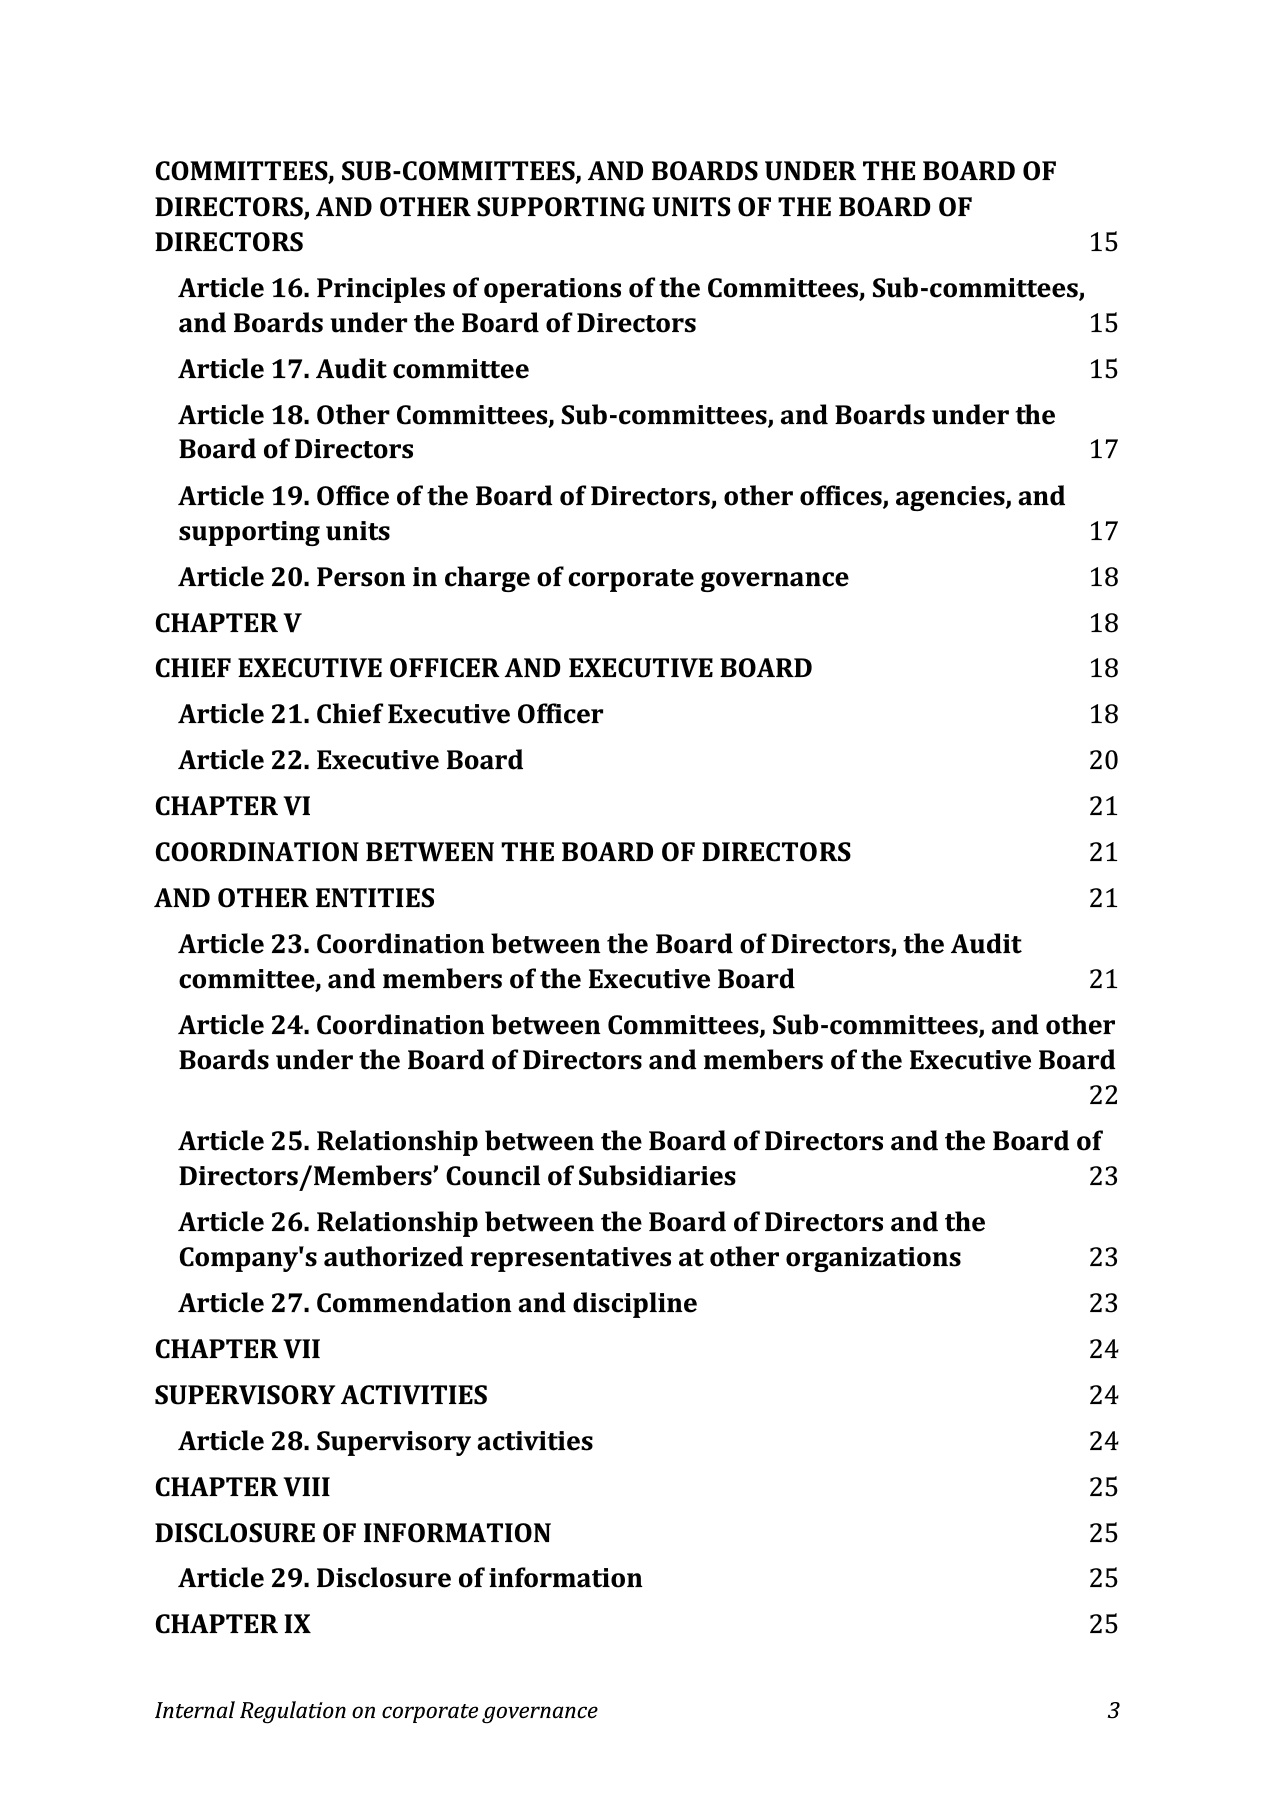 COMMITTEES, SUB-COMMITTEES, AND BOARDS UNDER THE BOARD OF
DIRECTORS, AND OTHER SUPPORTING UNITS OF THE BOARD OF
DIRECTORS 15
Article 16. Principles of operations of the Committees, Sub-committees,
and Boards under the Board of Directors 15
Article 17. Audit committee 15
Article 18. Other Committees, Sub-committees, and Boards under the
Board of Directors 17
Article 19. Office of the Board of Directors, other offices, agencies, and
supporting units 17
Article 20. Person in charge of corporate governance 18
CHAPTER V 18
CHIEF EXECUTIVE OFFICER AND EXECUTIVE BOARD 18
Article 21. Chief Executive Officer 18
Article 22. Executive Board 20
CHAPTER VI 21
COORDINATION BETWEEN THE BOARD OF DIRECTORS 21
AND OTHER ENTITIES 21
Article 23. Coordination between the Board of Directors, the Audit
committee, and members of the Executive Board 21
Article 24. Coordination between Committees, Sub-committees, and other
Boards under the Board of Directors and members of the Executive Board
22
Article 25. Relationship between the Board of Directors and the Board of
Directors/Members’ Council of Subsidiaries 23
Article 26. Relationship between the Board of Directors and the
Company's authorized representatives at other organizations 23
Article 27. Commendation and discipline 23
CHAPTER VII 24
SUPERVISORY ACTIVITIES 24
Article 28. Supervisory activities 24
CHAPTER VIII 25
DISCLOSURE OF INFORMATION 25
Article 29. Disclosure of information 25
CHAPTER IX 25
Internal Regulation on corporate governance 3